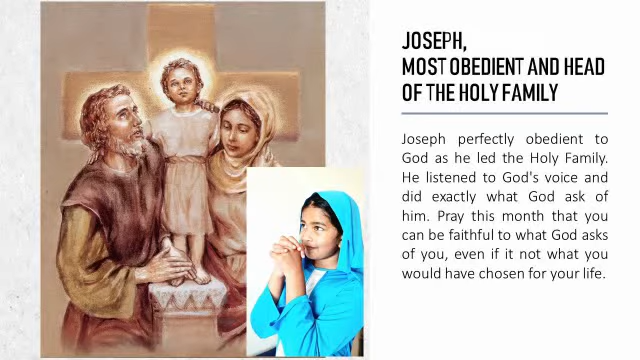 JOSEPH,
MOST OBEDIENT AND HEAD
OF THE HOLY FAMILY
Joseph perfectly obedient to
God as he led the Holy Family.
He listened to God's voice and
did exactly what God ask of
him. Pray this month that you
can be faithful to what God asks
of you, even if it not what you
would have chosen for your life.